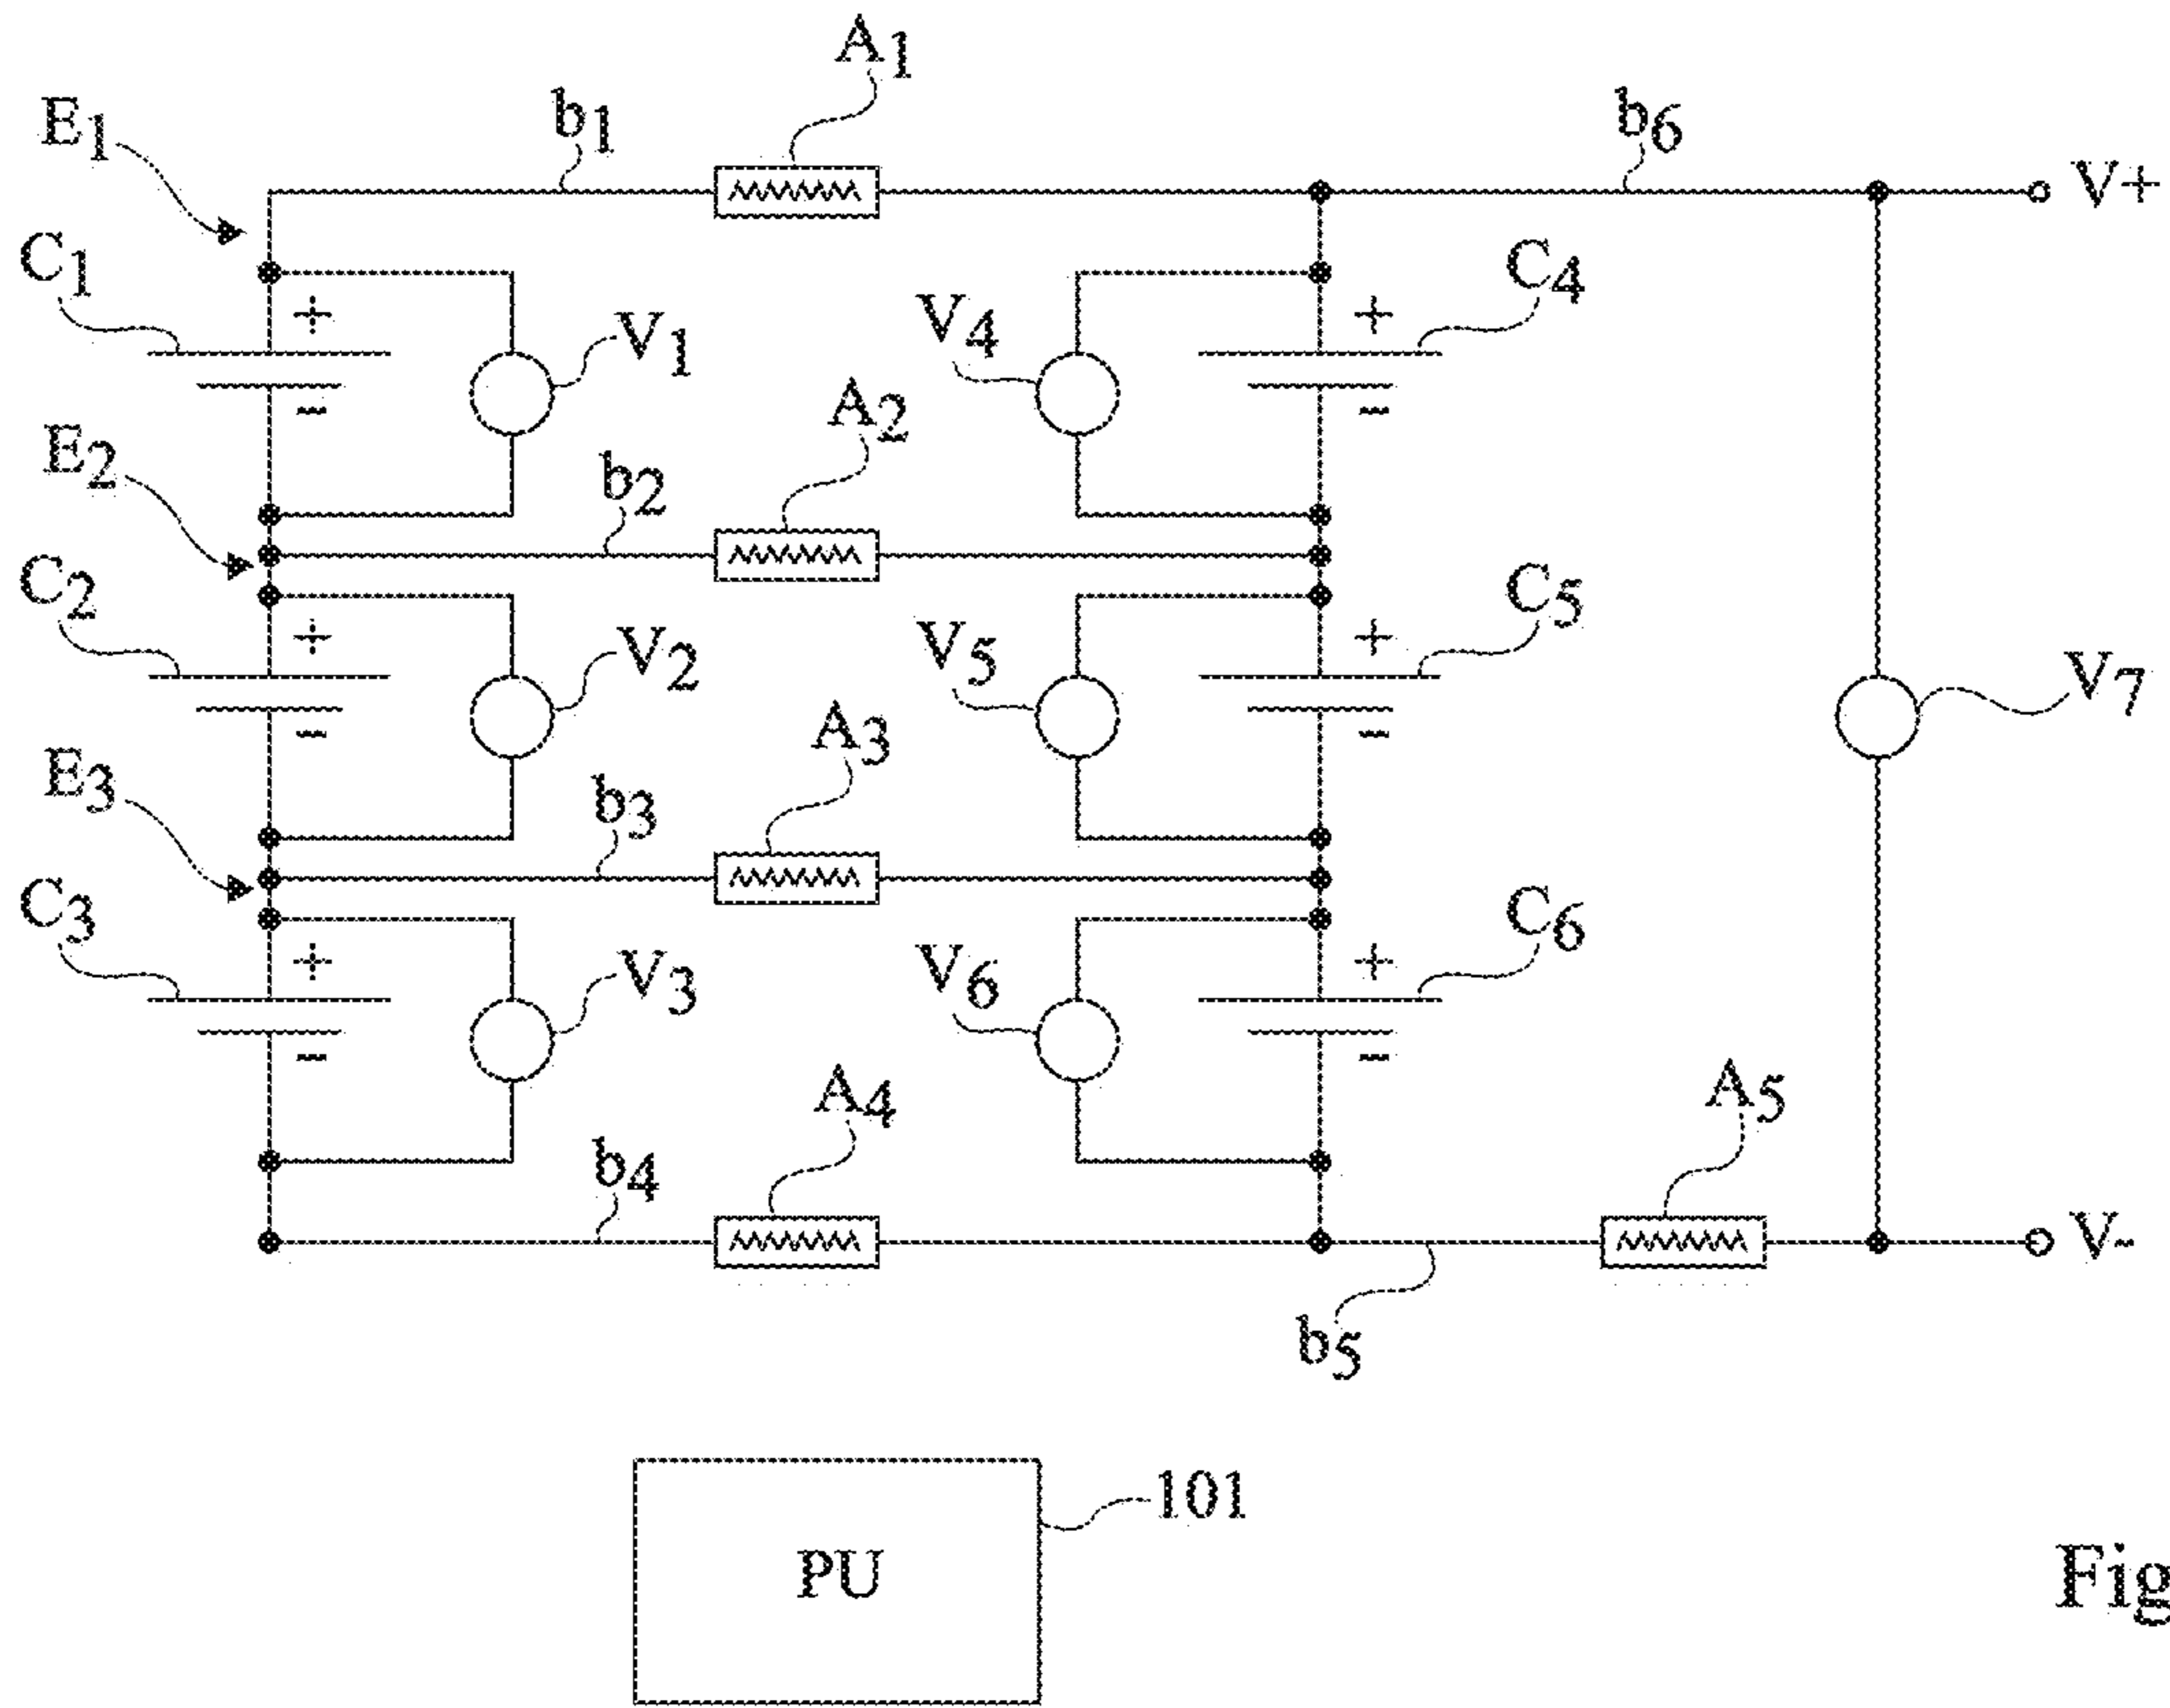 A1
b1
b6
E1
V+
C1
+
V1
V4
+
C4
-
-
A2
E2
b2
C2
+
V2
V5
+
C5
-
-
V7
A3
E3
b3
C3
+
V3
V6
+
C6
-
-
A4
A5
b4
V-
b5
101
PU
Fig